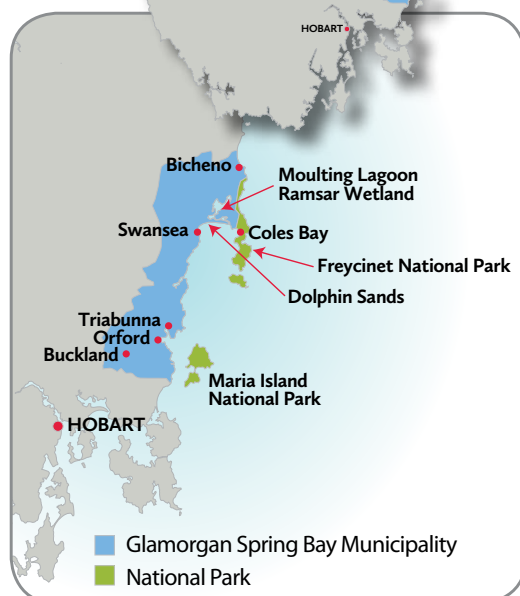 HOBART
Bicheno
Moulting Lagoon
Ramsar Wetland
Swansea
Coles Bay
Freycinet National Park
Dolphin Sands
Triabunna
Orford
Buckland
Maria Island
National Park
HOBART
Glamorgan Spring Bay Municipality
National Park